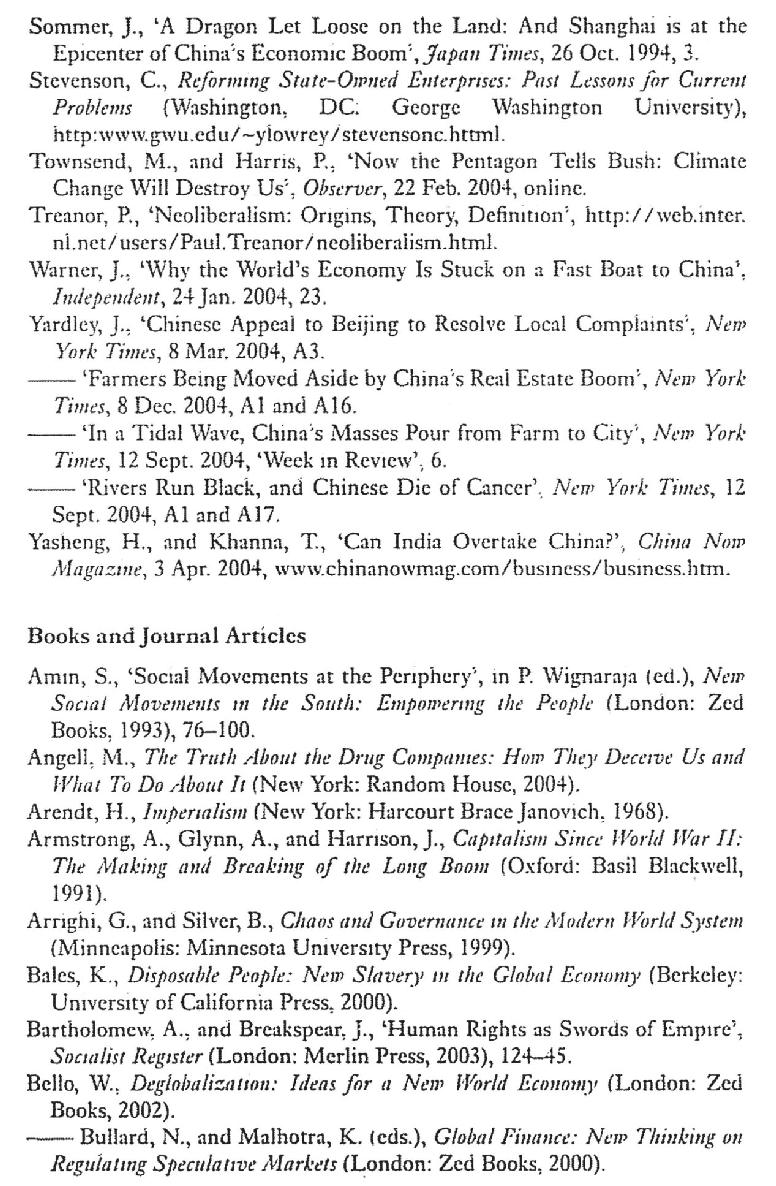 Sommer, J., 'A Dragon Let Loose on the Land: And Shanghai is at the
Epicenter of China's Economic Boom', Japan Times, 26 Oct. 1994, 3.
Stevenson, C., Reforming State-Owned Enterprises: Past Lessons for Current
Problems (Washington, DC: George Washington University),
http:www.gwu.edu/~ylowrey/stevensonc.html.
Townsend, M., and Harris, P., 'Now the Pentagon Tells Bush: Climate
Change Will Destroy Us', Observer, 22 Feb. 2004, online.
Treanor, P., 'Neoliberalism: Origins, Theory, Definition', http://web.inter.
nl.net/users/Paul.Treanor/neoliberalism.html.
Warner, J., 'Why the World's Economy Is Stuck on a Fast Boat to China',
Independent, 24 Jan. 2004, 23.
Yardley, J., 'Chinese Appeal to Beijing to Resolve Local Complaints', New
York Times, 8 Mar. 2004, A3.
—— 'Farmers Being Moved Aside by China's Real Estate Boom', New York
Times, 8 Dec. 2004, A1 and A16.
—— 'In a Tidal Wave, China's Masses Pour from Farm to City', New York
Times, 12 Sept. 2004, 'Week in Review', 6.
—— 'Rivers Run Black, and Chinese Die of Cancer', New York Times, 12
Sept. 2004, A1 and A17.
Yasheng, H., and Khanna, T., 'Can India Overtake China?', China Now
Magazine, 3 Apr. 2004, www.chinanowmag.com/business/business.htm.
Books and Journal Articles
Amin, S., 'Social Movements at the Periphery', in P. Wignaraja (ed.), New
Social Movements in the South: Empowering the People (London: Zed
Books, 1993), 76–100.
Angell, M., The Truth About the Drug Companies: How They Deceive Us and
What To Do About It (New York: Random House, 2004).
Arendt, H., Imperialism (New York: Harcourt Brace Janovich, 1968).
Armstrong, A., Glynn, A., and Harrison, J., Capitalism Since World War II:
The Making and Breaking of the Long Boom (Oxford: Basil Blackwell,
1991).
Arrighi, G., and Silver, B., Chaos and Governance in the Modern World System
(Minneapolis: Minnesota University Press, 1999).
Bales, K., Disposable People: New Slavery in the Global Economy (Berkeley:
University of California Press, 2000).
Bartholomew, A., and Breakspear, J., 'Human Rights as Swords of Empire',
Socialist Register (London: Merlin Press, 2003), 124–45.
Bello, W., Deglobalization: Ideas for a New World Economy (London: Zed
Books, 2002).
—— Bullard, N., and Malhotra, K. (eds.), Global Finance: New Thinking on
Regulating Speculative Markets (London: Zed Books, 2000).